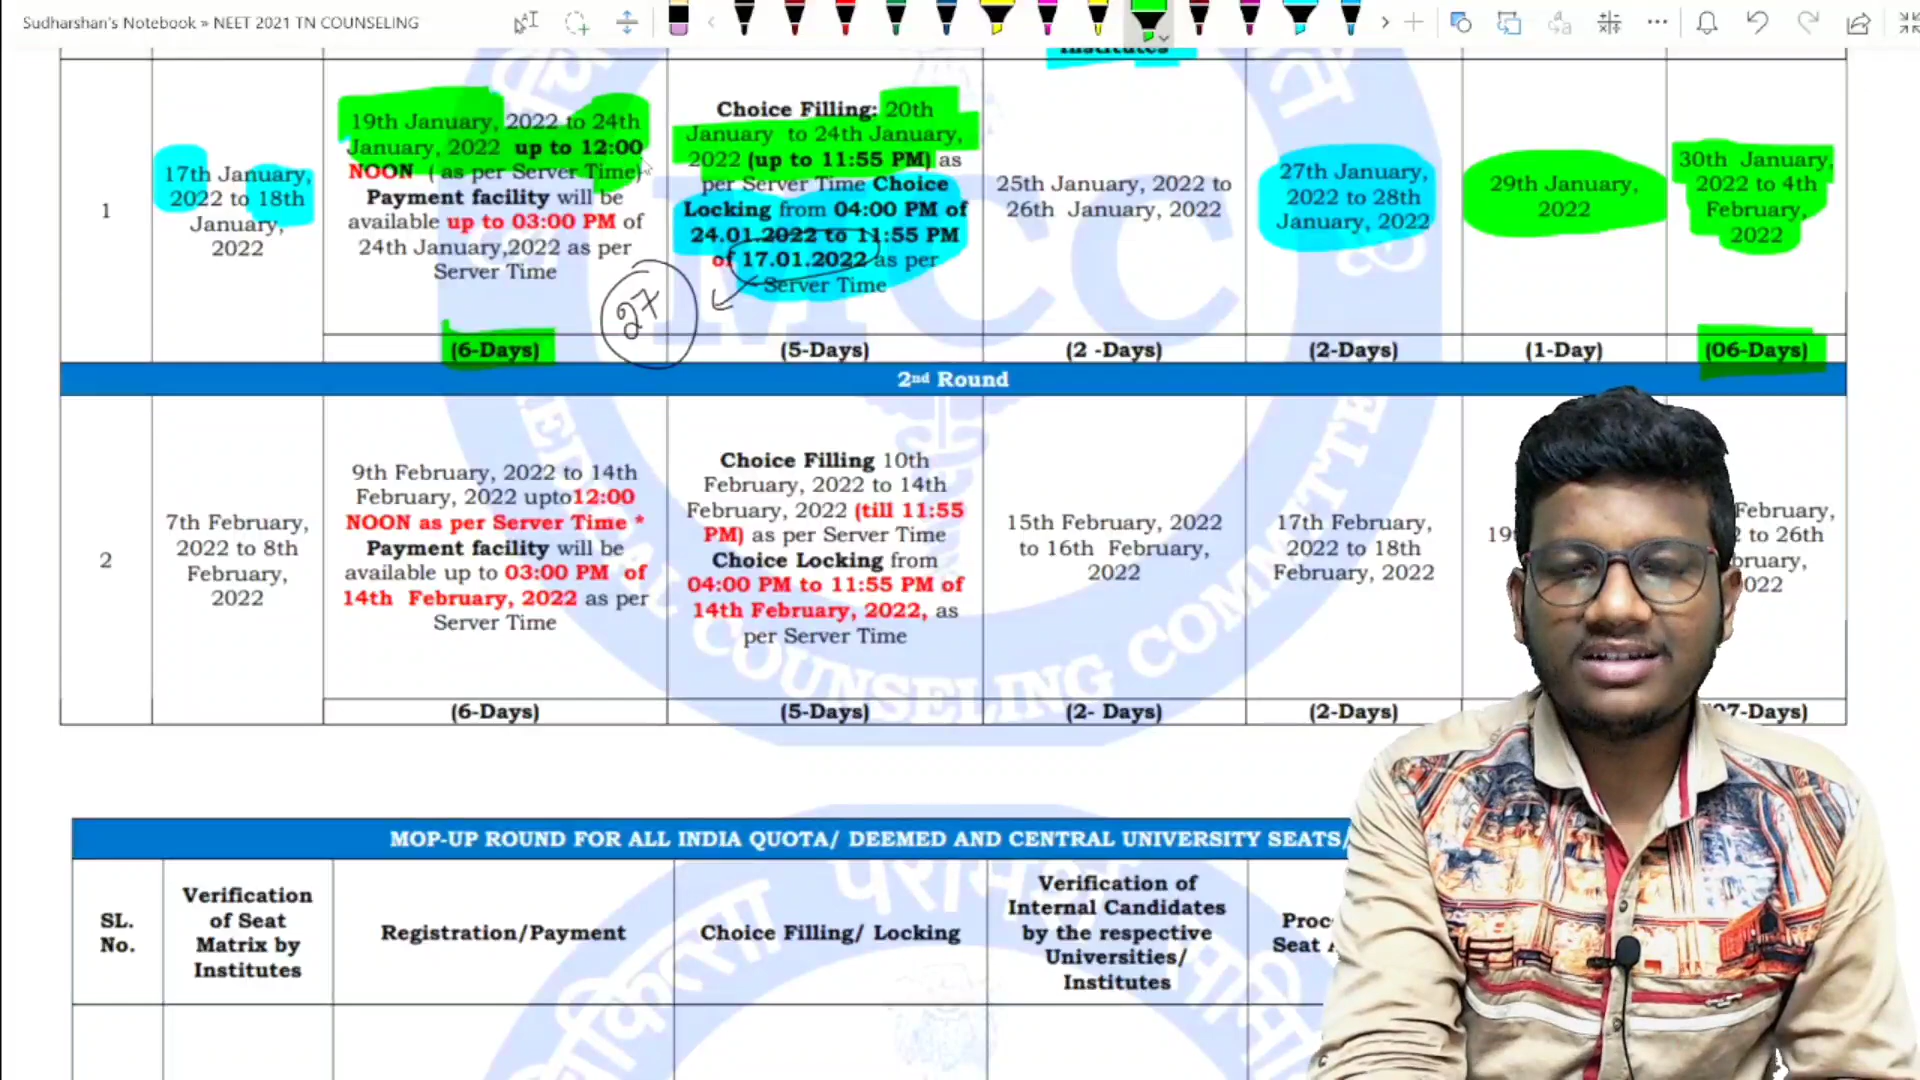 Sudharshan's Notebook » NEET 2021 TN COUNSELING
Institutes
1
17th January,
2022 to 18th
January,
2022
19th January, 2022 to 24th
January, 2022 up to 12:00
NOON ( as per Server Time)
Payment facility will be
available up to 03:00 PM of
24th January,2022 as per
Server Time
(6-Days)
27
Choice Filling: 20th
January to 24th January,
2022 (up to 11:55 PM) as
per Server Time Choice
Locking from 04:00 PM of
24.01.2022 to 11:55 PM
of 17.01.2022 as per
Server Time
(5-Days)
25th January, 2022 to
26th January, 2022
(2 -Days)
27th January,
2022 to 28th
January, 2022
(2-Days)
29th January,
2022
(1-Day)
30th January,
2022 to 4th
February,
2022
(06-Days)
2nd Round
2
7th February,
2022 to 8th
February,
2022
9th February, 2022 to 14th
February, 2022 upto12:00
NOON as per Server Time *
Payment facility will be
available up to 03:00 PM of
14th February, 2022 as per
Server Time
(6-Days)
Choice Filling 10th
February, 2022 to 14th
February, 2022 (till 11:55
PM) as per Server Time
Choice Locking from
04:00 PM to 11:55 PM of
14th February, 2022, as
per Server Time
(5-Days)
15th February, 2022
to 16th February,
2022
(2- Days)
17th February,
2022 to 18th
February, 2022
(2-Days)
February,
to 26th
MCC
MEDICAL COUNSELING COMMITTEE
MOP-UP ROUND FOR ALL INDIA QUOTA/ DEEMED AND CENTRAL UNIVERSITY SEATS/
SL.
No.
Verification
of Seat
Matrix by
Institutes
Registration/Payment
Choice Filling/ Locking
Verification of
Internal Candidates
by the respective
Universities/
Institutes
Seat